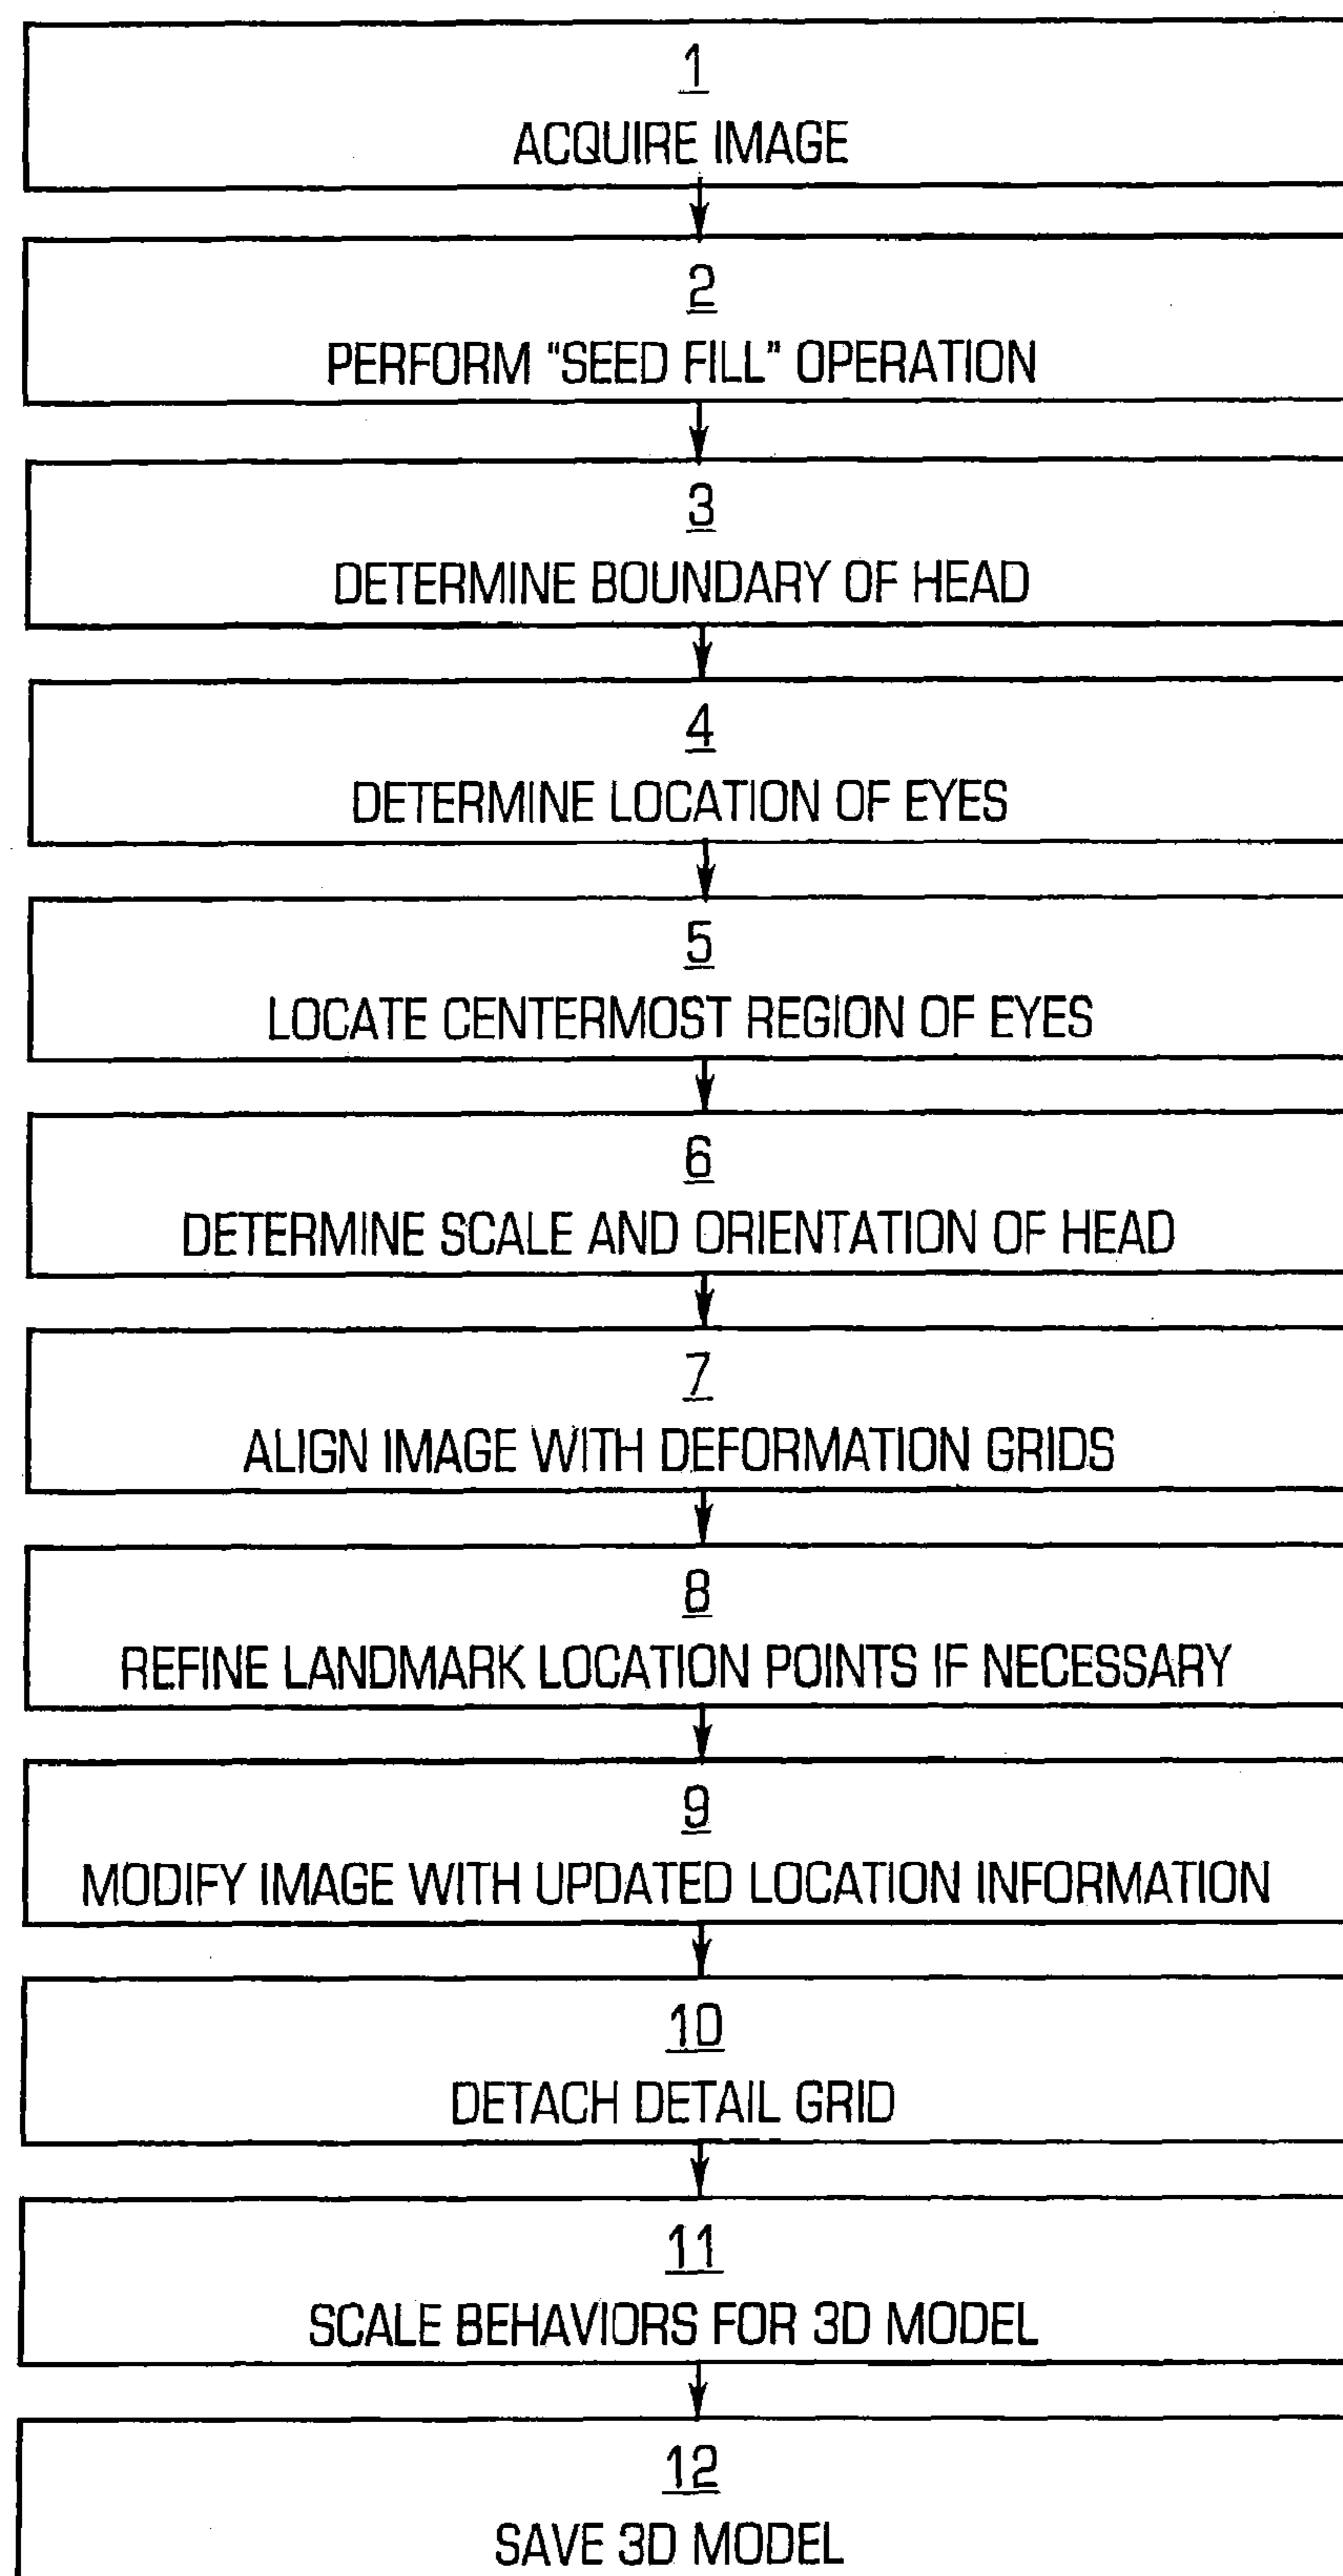 1
ACQUIRE IMAGE
2
PERFORM "SEED FILL" OPERATION
3
DETERMINE BOUNDARY OF HEAD
4
DETERMINE LOCATION OF EYES
5
LOCATE CENTERMOST REGION OF EYES
6
DETERMINE SCALE AND ORIENTATION OF HEAD
7
ALIGN IMAGE WITH DEFORMATION GRIDS
8
REFINE LANDMARK LOCATION POINTS IF NECESSARY
9
MODIFY IMAGE WITH UPDATED LOCATION INFORMATION
10
DETACH DETAIL GRID
11
SCALE BEHAVIORS FOR 3D MODEL
12
SAVE 3D MODEL